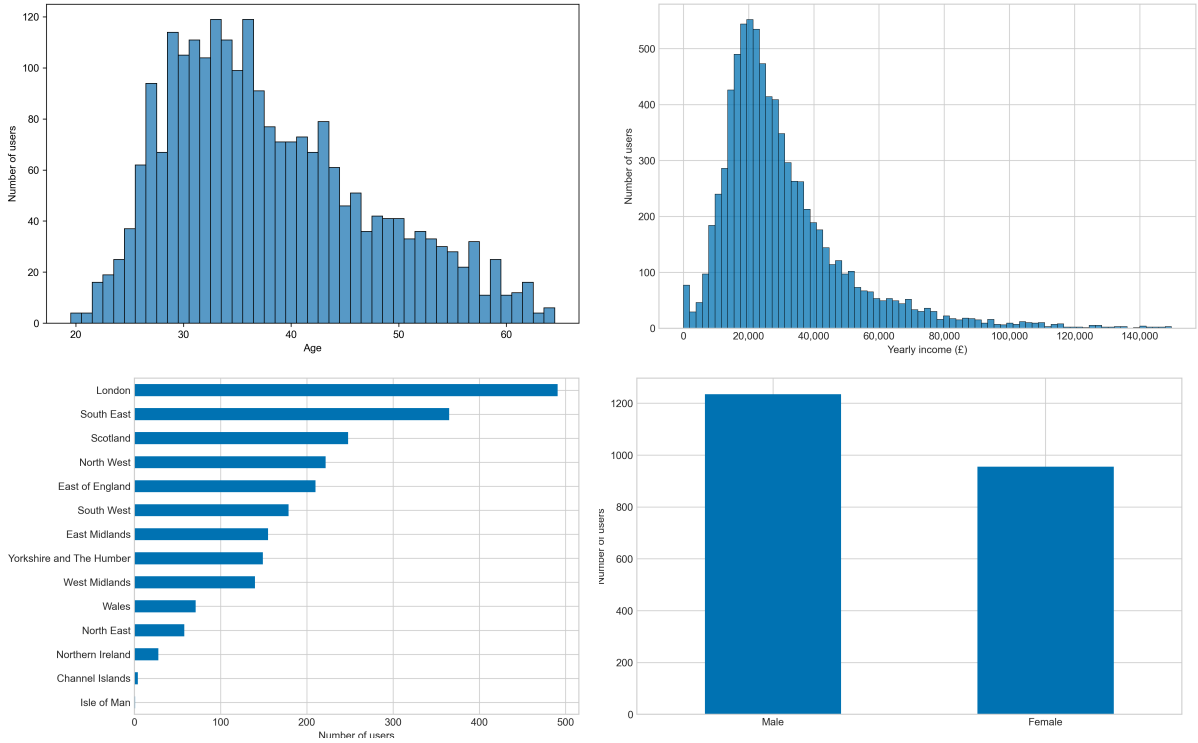 120
100
80
60
40
20
0
Number of users
20 30 40 50 60
Age
500
400
300
200
100
0
Number of users
0 20,000 40,000 60,000 80,000 100,000 120,000 140,000
Yearly income (£)
London
South East
Scotland
North West
East of England
South West
East Midlands
Yorkshire and The Humber
West Midlands
Wales
North East
Northern Ireland
Channel Islands
Isle of Man
0 100 200 300 400 500
Number of users
1200
1000
800
600
400
200
0
Number of users
Male Female